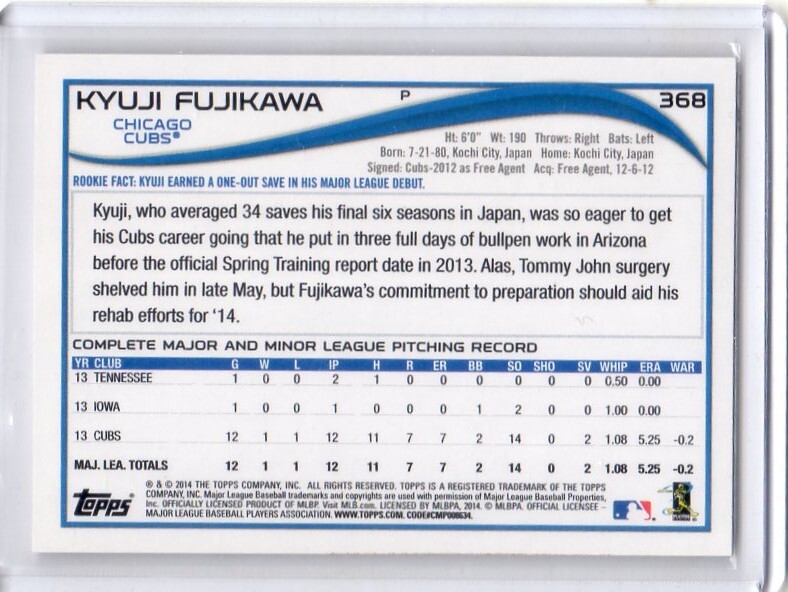 KYUJI FUJIKAWA P 368
CHICAGO
CUBS®
Ht: 6'0" Wt: 190 Throws: Right Bats: Left
Born: 7-21-80, Kochi City, Japan Home: Kochi City, Japan
Signed: Cubs-2012 as Free Agent Acq: Free Agent, 12-6-12
ROOKIE FACT: KYUJI EARNED A ONE-OUT SAVE IN HIS MAJOR LEAGUE DEBUT.
Kyuji, who averaged 34 saves his final six seasons in Japan, was so eager to get
his Cubs career going that he put in three full days of bullpen work in Arizona
before the official Spring Training report date in 2013. Alas, Tommy John surgery
shelved him in late May, but Fujikawa's commitment to preparation should aid his
rehab efforts for '14.
COMPLETE MAJOR AND MINOR LEAGUE PITCHING RECORD
YR CLUB G W L IP H R ER BB SO SHO SV WHIP ERA WAR
13 TENNESSEE 1 0 0 2 1 0 0 0 0 0 0 0.50 0.00
13 IOWA 1 0 0 1 0 0 0 1 2 0 0 1.00 0.00
13 CUBS 12 1 1 12 11 7 7 2 14 0 2 1.08 5.25 -0.2
MAJ. LEA. TOTALS 12 1 1 12 11 7 7 2 14 0 2 1.08 5.25 -0.2
Topps
® & © 2014 THE TOPPS COMPANY, INC. ALL RIGHTS RESERVED. TOPPS IS A REGISTERED TRADEMARK OF THE TOPPS
COMPANY, INC. Major League Baseball trademarks and copyrights are used with permission of Major League Baseball Properties,
Inc. OFFICIALLY LICENSED PRODUCT OF MLBP. Visit MLB.com. LICENSED BY MLBPA, 2014. © MLBPA. OFFICIAL LICENSEE –
MAJOR LEAGUE BASEBALL PLAYERS ASSOCIATION. WWW.TOPPS.COM. CODE#CMP008634.